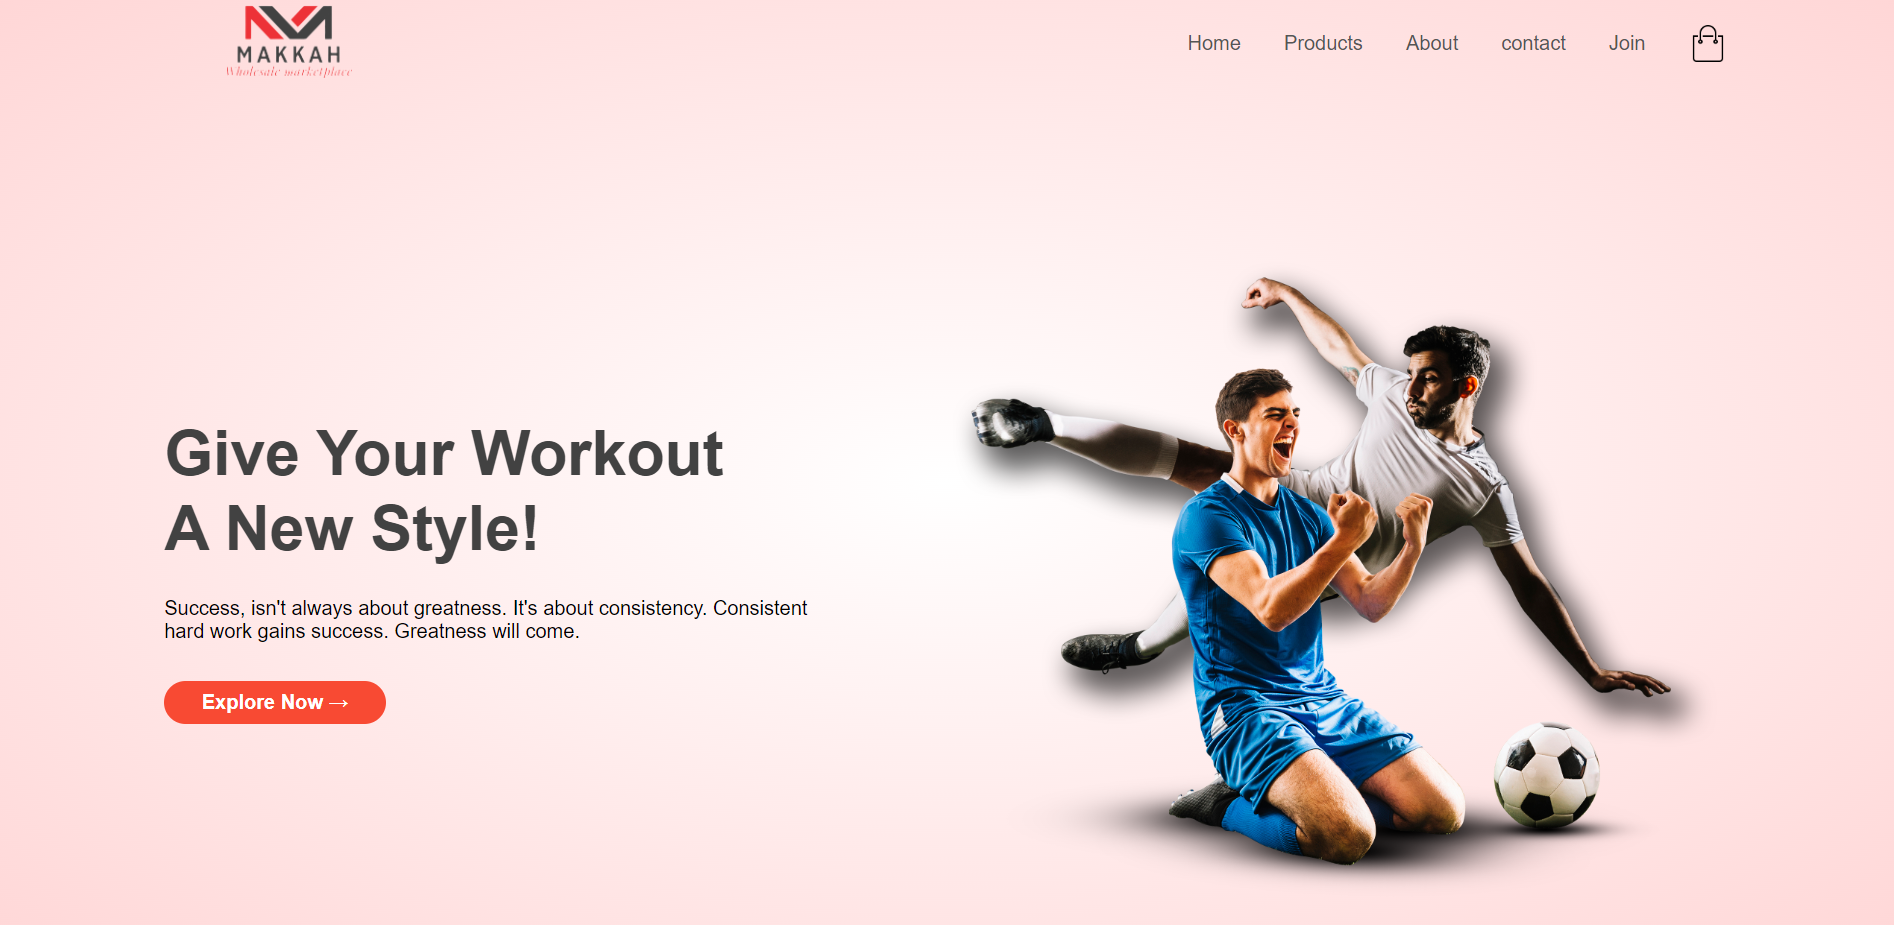 MAKKAH
Wholesale marketplace
Home Products About contact Join
Give Your Workout
A New Style!
Success, isn't always about greatness. It's about consistency. Consistent
hard work gains success. Greatness will come.
Explore Now →